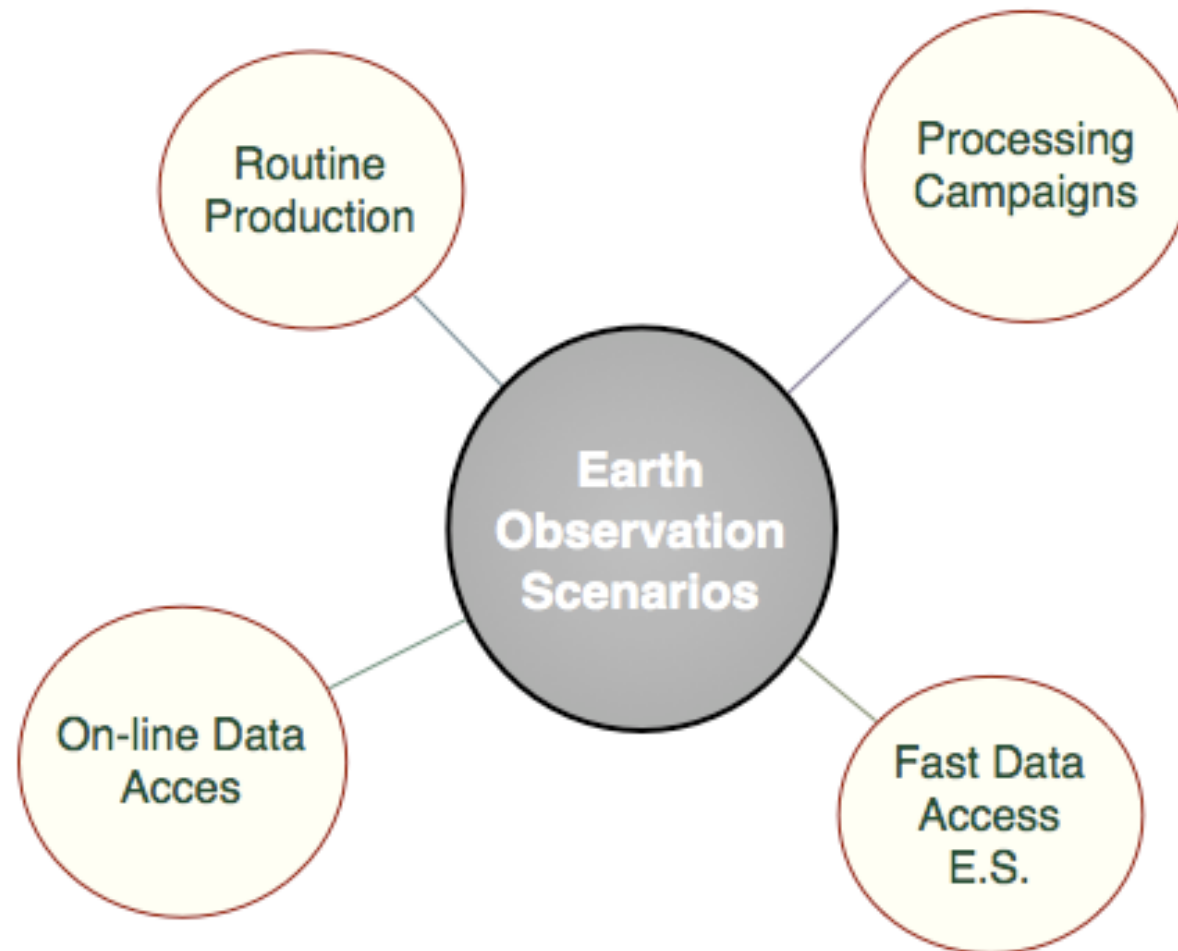 Routine
Production
Processing
Campaigns
Earth
Observation
Scenarios
On-line Data
Acces
Fast Data
Access
E.S.